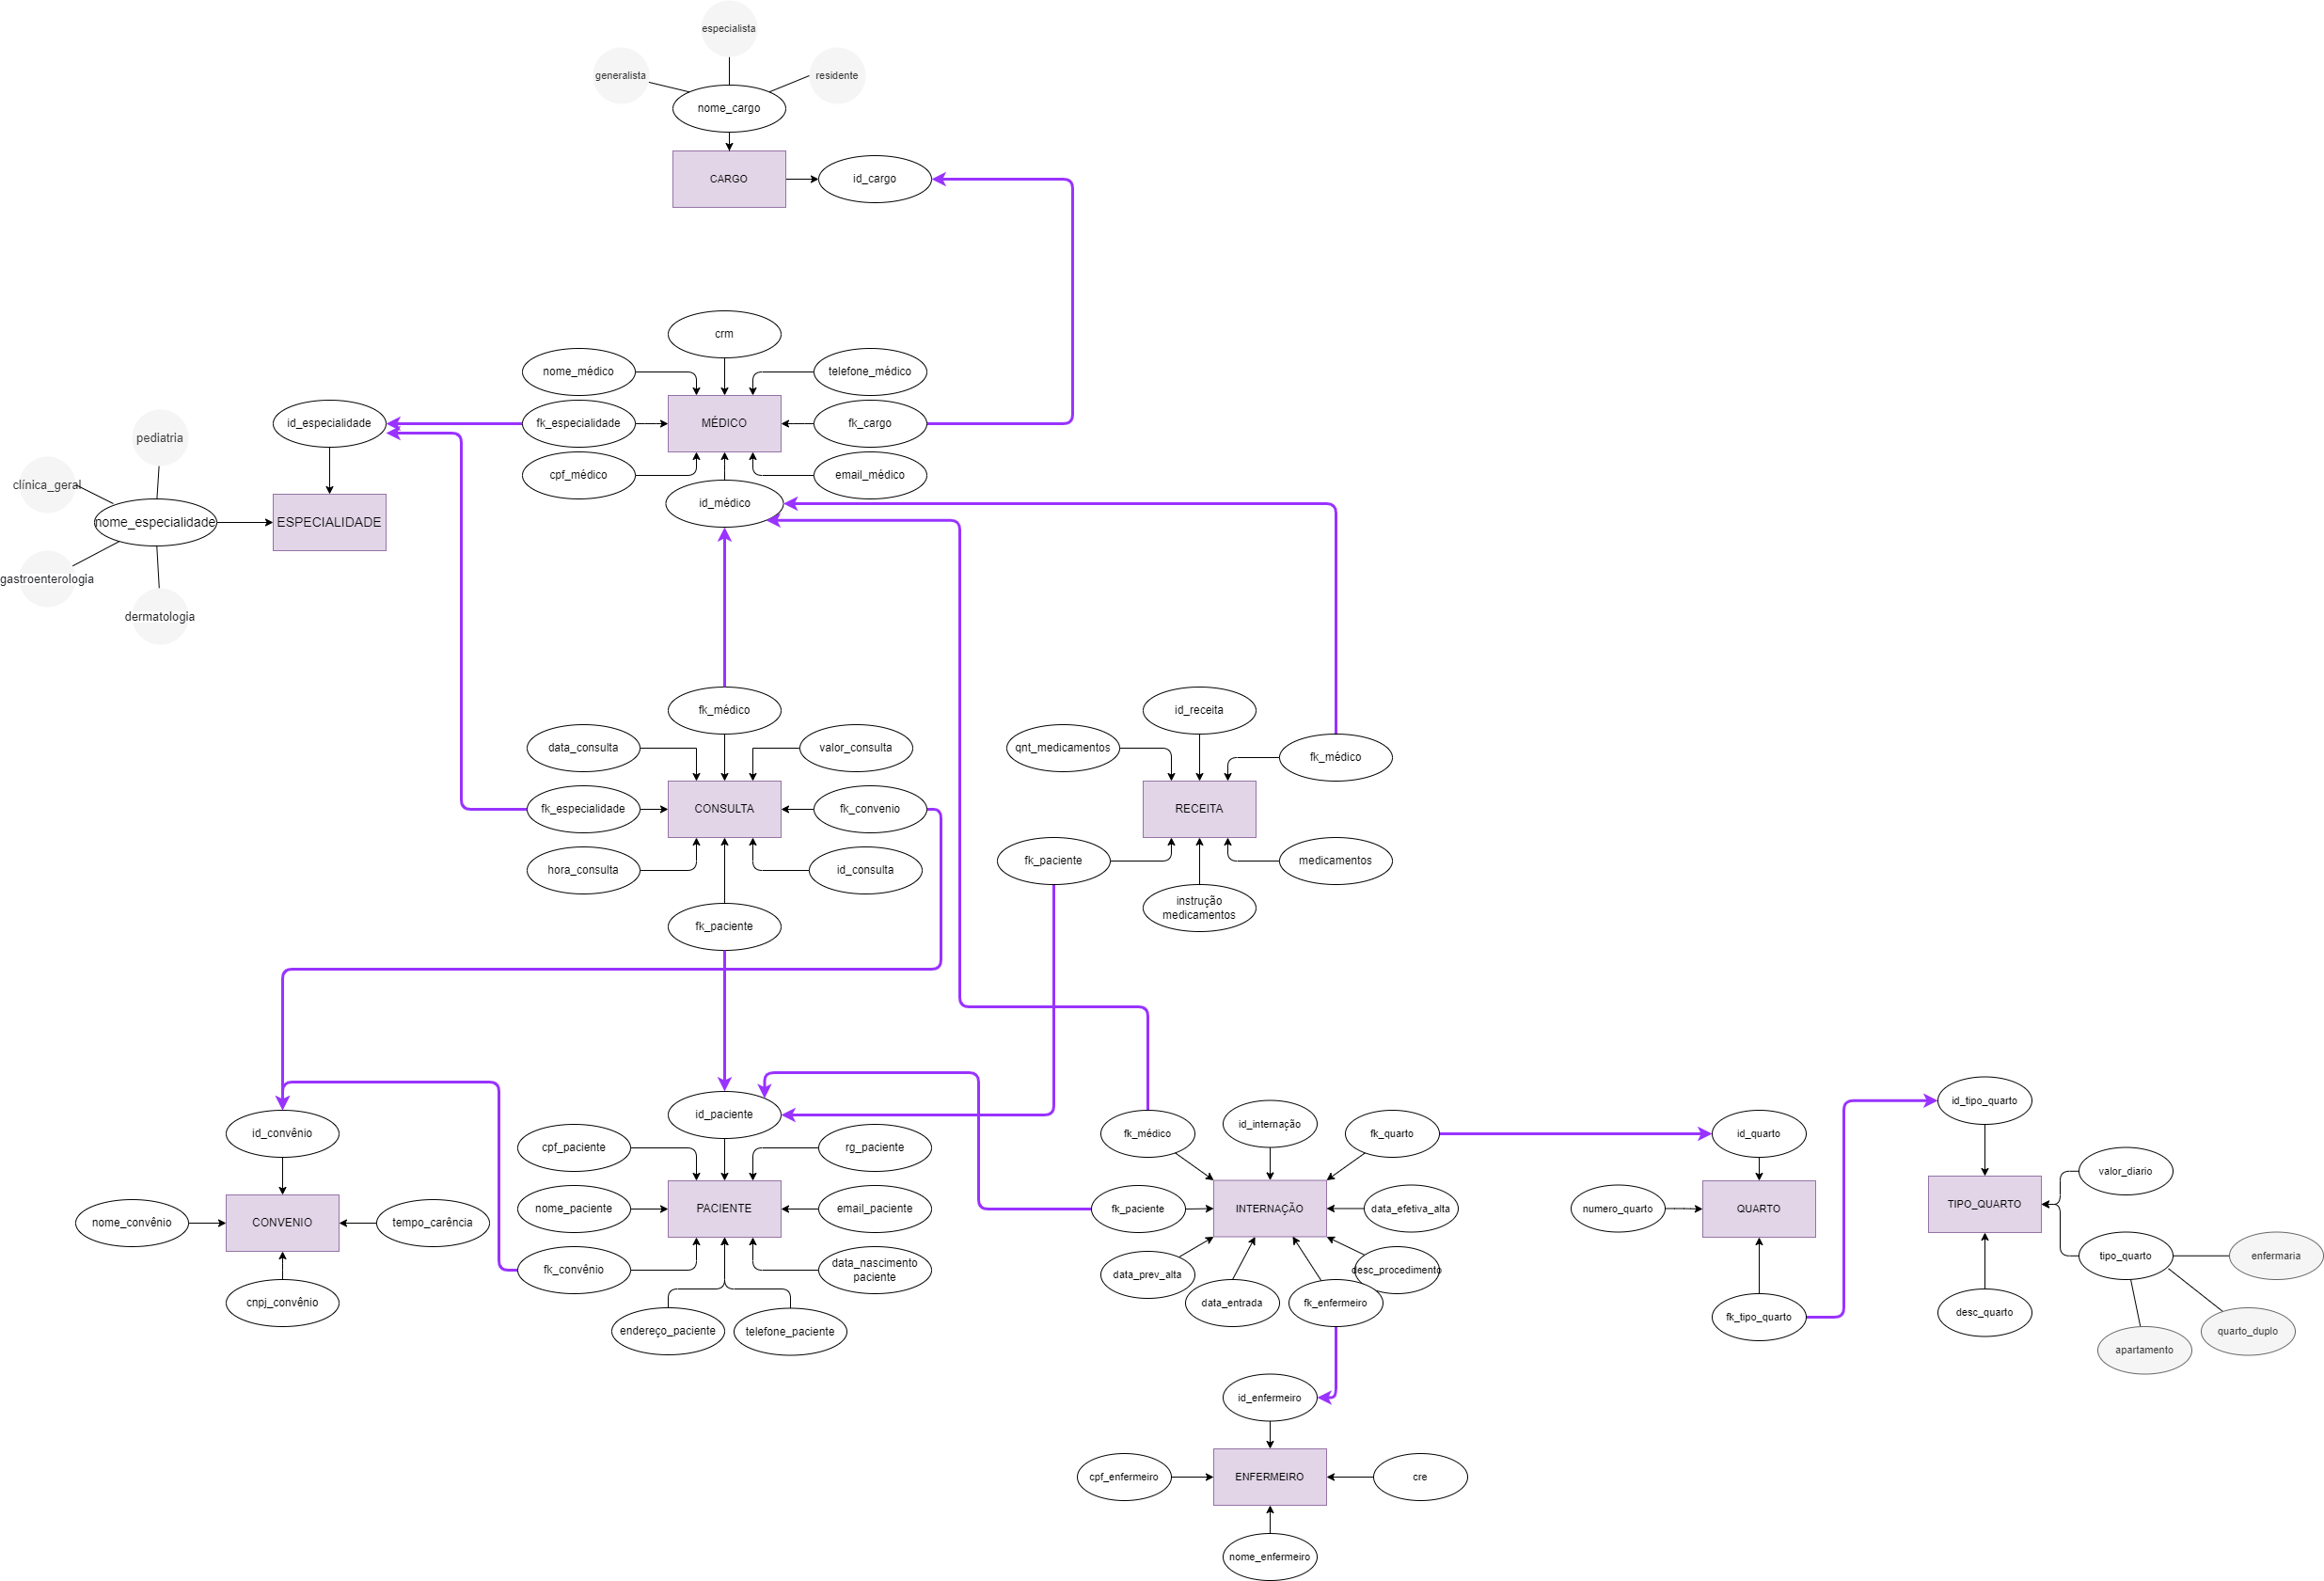 especialista
generalista
residente
nome_cargo
CARGO
id_cargo
crm
nome_médico
telefone_médico
id_especialidade
fk_especialidade
MÉDICO
fk_cargo
pediatria
cpf_médico
email_médico
clínica_geral
id_médico
nome_especialidade
ESPECIALIDADE
gastroenterologia
dermatologia
fk_médico
id_receita
data_consulta
valor_consulta
qnt_medicamentos
fk_médico
fk_especialidade
CONSULTA
fk_convenio
RECEITA
hora_consulta
id_consulta
fk_paciente
medicamentos
instrução
medicamentos
fk_paciente
id_tipo_quarto
id_paciente
id_internação
id_convênio
fk_médico
fk_quarto
id_quarto
cpf_paciente
rg_paciente
valor_diario
TIPO_QUARTO
nome_convênio
CONVENIO
tempo_carência
nome_paciente
PACIENTE
email_paciente
fk_paciente
INTERNAÇÃO
data_efetiva_alta
numero_quarto
QUARTO
tipo_quarto
enfermaria
fk_convênio
data_nascimento
paciente
data_prev_alta
desc_procedimento
cnpj_convênio
data_entrada
fk_enfermeiro
desc_quarto
fk_tipo_quarto
endereço_paciente
telefone_paciente
quarto_duplo
apartamento
id_enfermeiro
cpf_enfermeiro
ENFERMEIRO
cre
nome_enfermeiro